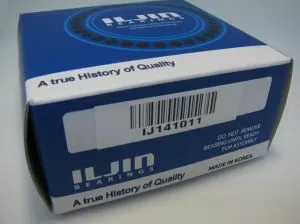 ILJIN
BEARINGS
A true History of Quality
IJ141011
DO NOT REMOVE
BEARING UNTIL READY
FOR ASSEMBLY
ILJIN
BEARINGS
MADE IN KOREA
A true History of Quality